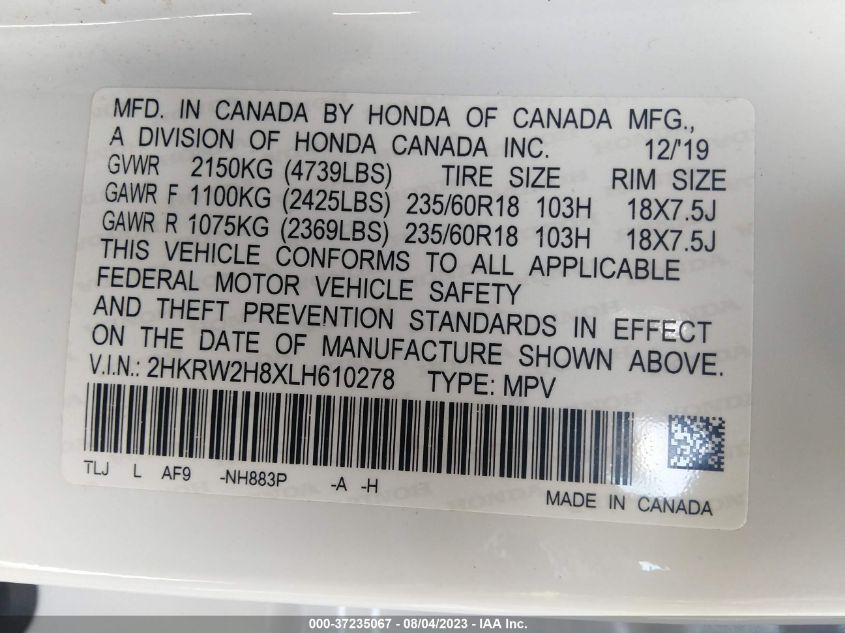 MFD. IN CANADA BY HONDA OF CANADA MFG.,
A DIVISION OF HONDA CANADA INC. 12/'19
GVWR 2150KG (4739LBS) TIRE SIZE RIM SIZE
GAWR F 1100KG (2425LBS) 235/60R18 103H 18X7.5J
GAWR R 1075KG (2369LBS) 235/60R18 103H 18X7.5J
THIS VEHICLE CONFORMS TO ALL APPLICABLE
FEDERAL MOTOR VEHICLE SAFETY
AND THEFT PREVENTION STANDARDS IN EFFECT
ON THE DATE OF MANUFACTURE SHOWN ABOVE.
V.I.N.: 2HKRW2H8XLH610278 TYPE: MPV
TLJ L AF9 -NH883P -A -H
MADE IN CANADA
000-37235067 - 08/04/2023 - IAA Inc.